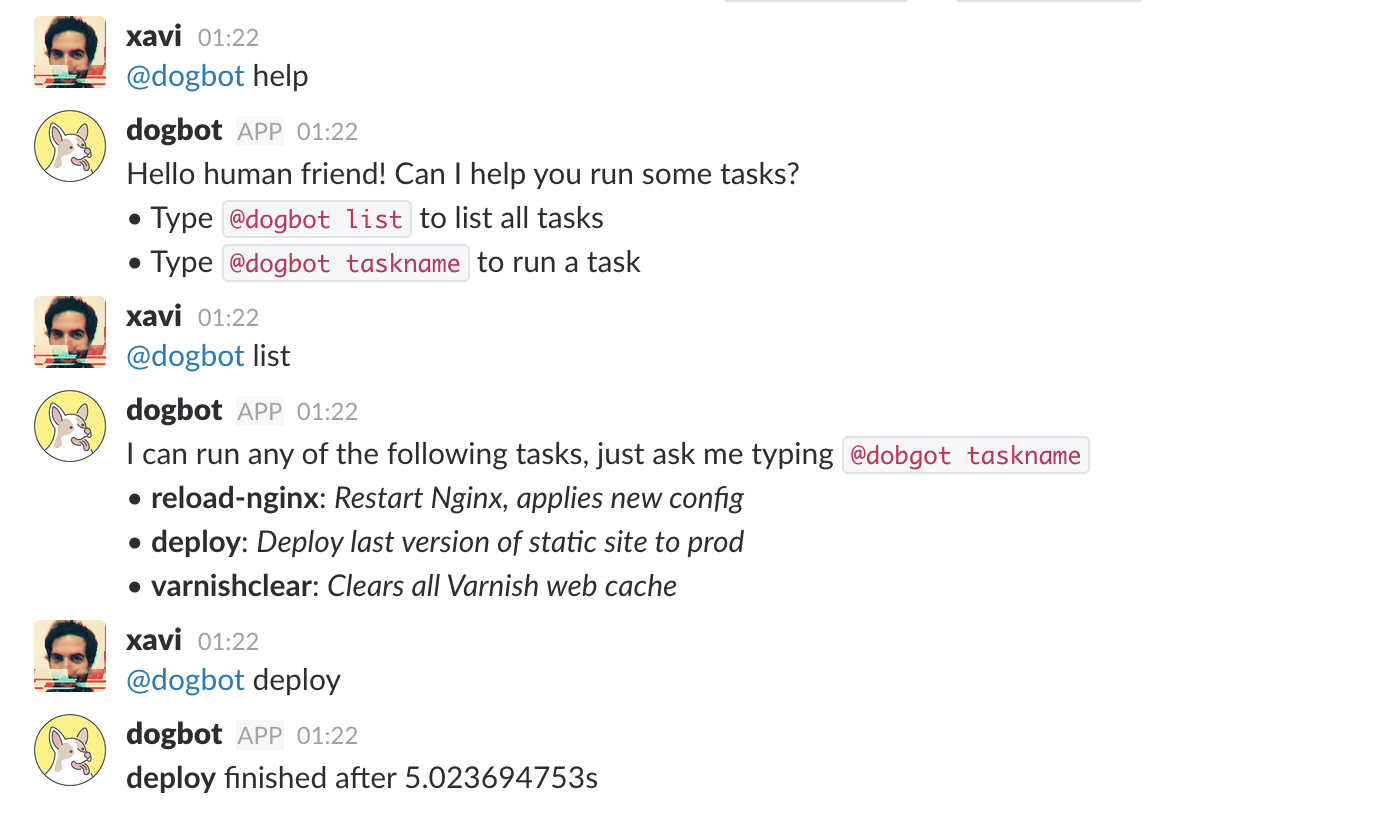 xavi 01:22
@dogbot help
dogbot APP 01:22
Hello human friend! Can I help you run some tasks?
• Type @dogbot list to list all tasks
• Type @dogbot taskname to run a task
xavi 01:22
@dogbot list
dogbot APP 01:22
I can run any of the following tasks, just ask me typing @dobgot taskname
• reload-nginx: Restart Nginx, applies new config
• deploy: Deploy last version of static site to prod
• varnishclear: Clears all Varnish web cache
xavi 01:22
@dogbot deploy
dogbot APP 01:22
deploy finished after 5.023694753s